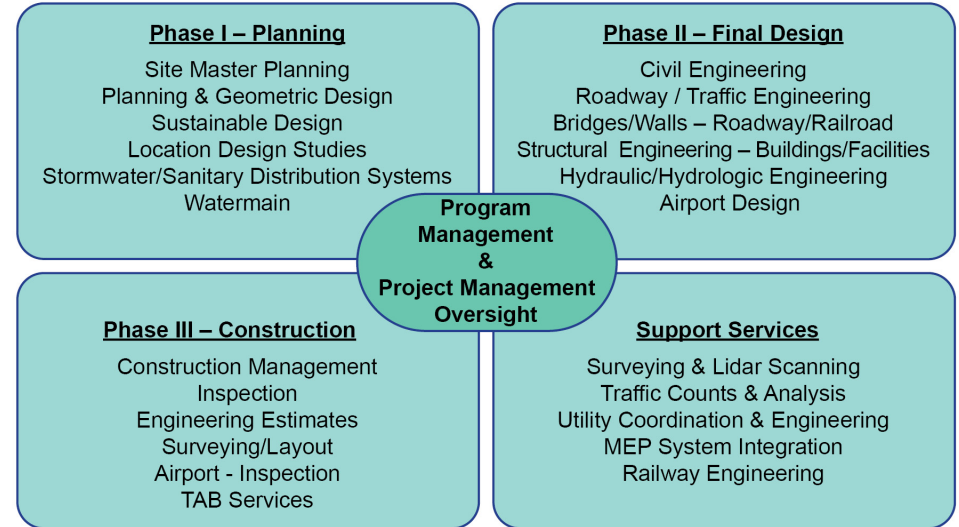 Phase I – Planning
Site Master Planning
Planning & Geometric Design
Sustainable Design
Location Design Studies
Stormwater/Sanitary Distribution Systems
Watermain
Phase II – Final Design
Civil Engineering
Roadway / Traffic Engineering
Bridges/Walls – Roadway/Railroad
Structural Engineering – Buildings/Facilities
Hydraulic/Hydrologic Engineering
Airport Design
Program
Management
&
Project Management
Oversight
Phase III – Construction
Construction Management
Inspection
Engineering Estimates
Surveying/Layout
Airport - Inspection
TAB Services
Support Services
Surveying & Lidar Scanning
Traffic Counts & Analysis
Utility Coordination & Engineering
MEP System Integration
Railway Engineering